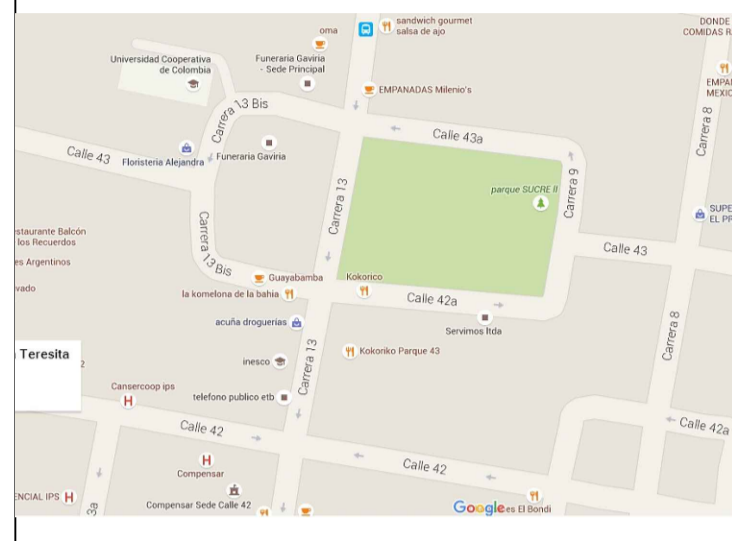 oma
sandwich gourmet
salsa de ajo
DONDE
COMIDAS R
Universidad Cooperativa
de Colombia
Funeraria Gaviria
- Sede Principal
EMPANADAS Milenio's
EMPA
MEXIC
Carrera 13 Bis
Calle 43a
Carrera 8
Calle 43
Floristeria Alejandra
Funeraria Gaviria
parque SUCRE II
Carrera 13
Carrera 9
SUPE
EL PR
Restaurante Balcón
los Recuerdos
es Argentinos
vado
Carrera 13 Bis
Calle 43
Guayabamba
Kokorico
la komelona de la bahia
Calle 42a
acuña droguerias
Servimos ltda
Carrera 8
Teresita
inesco
Carrera 13
Kokoriko Parque 43
2
Cansercoop ips
H
telefono publico etb
Calle 42
Calle 42a
H
Compensar
Calle 42
ENCIAL IPS
H
3a
Compensar Sede Calle 42
Google
es El Bondi